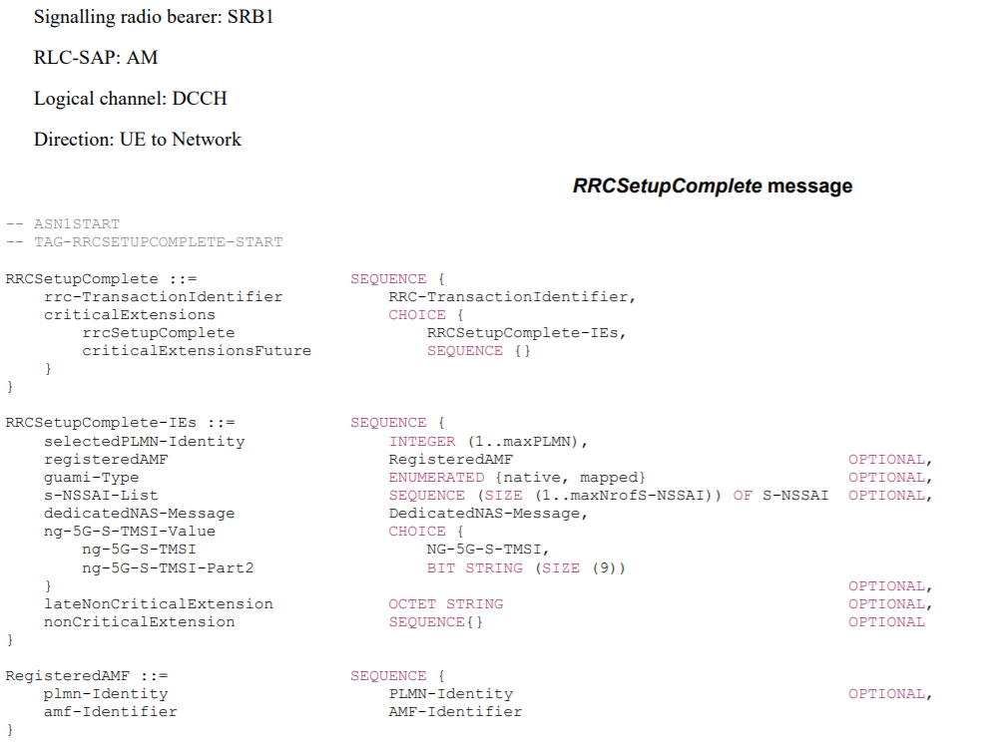 Signalling radio bearer: SRB1
RLC-SAP: AM
Logical channel: DCCH
Direction: UE to Network
RRCSetupComplete message
-- ASN1START
-- TAG-RRCSETUPCOMPLETE-START
RRCSetupComplete ::= SEQUENCE {
rrc-TransactionIdentifier RRC-TransactionIdentifier,
criticalExtensions CHOICE {
rrcSetupComplete RRCSetupComplete-IEs,
criticalExtensionsFuture SEQUENCE {}
}
}
RRCSetupComplete-IEs ::= SEQUENCE {
selectedPLMN-Identity INTEGER (1..maxPLMN),
registeredAMF RegisteredAMF OPTIONAL,
guami-Type ENUMERATED {native, mapped} OPTIONAL,
s-NSSAI-List SEQUENCE (SIZE (1..maxNrofS-NSSAI)) OF S-NSSAI OPTIONAL,
dedicatedNAS-Message DedicatedNAS-Message,
ng-5G-S-TMSI-Value CHOICE {
ng-5G-S-TMSI NG-5G-S-TMSI,
ng-5G-S-TMSI-Part2 BIT STRING (SIZE (9))
} OPTIONAL,
lateNonCriticalExtension OCTET STRING OPTIONAL,
nonCriticalExtension SEQUENCE{} OPTIONAL
}
RegisteredAMF ::= SEQUENCE {
plmn-Identity PLMN-Identity OPTIONAL,
amf-Identifier AMF-Identifier
}